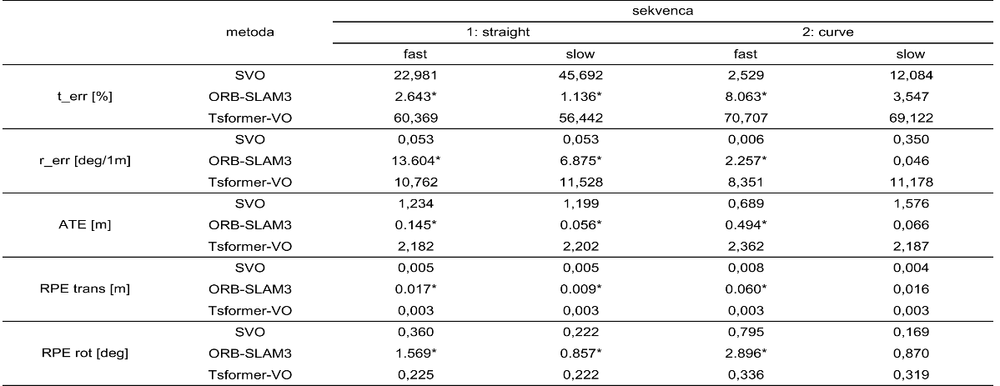 sekvenca
metoda 1: straight 2: curve
fast slow fast slow
SVO 22,981 45,692 2,529 12,084
t_err [%] ORB-SLAM3 2.643* 1.136* 8.063* 3,547
Tsformer-VO 60,369 56,442 70,707 69,122
SVO 0,053 0,053 0,006 0,350
r_err [deg/1m] ORB-SLAM3 13.604* 6.875* 2.257* 0,046
Tsformer-VO 10,762 11,528 8,351 11,178
SVO 1,234 1,199 0,689 1,576
ATE [m] ORB-SLAM3 0.145* 0.056* 0.494* 0,066
Tsformer-VO 2,182 2,202 2,362 2,187
SVO 0,005 0,005 0,008 0,004
RPE trans [m] ORB-SLAM3 0.017* 0.009* 0.060* 0,016
Tsformer-VO 0,003 0,003 0,003 0,003
SVO 0,360 0,222 0,795 0,169
RPE rot [deg] ORB-SLAM3 1.569* 0.857* 2.896* 0,870
Tsformer-VO 0,225 0,222 0,336 0,319